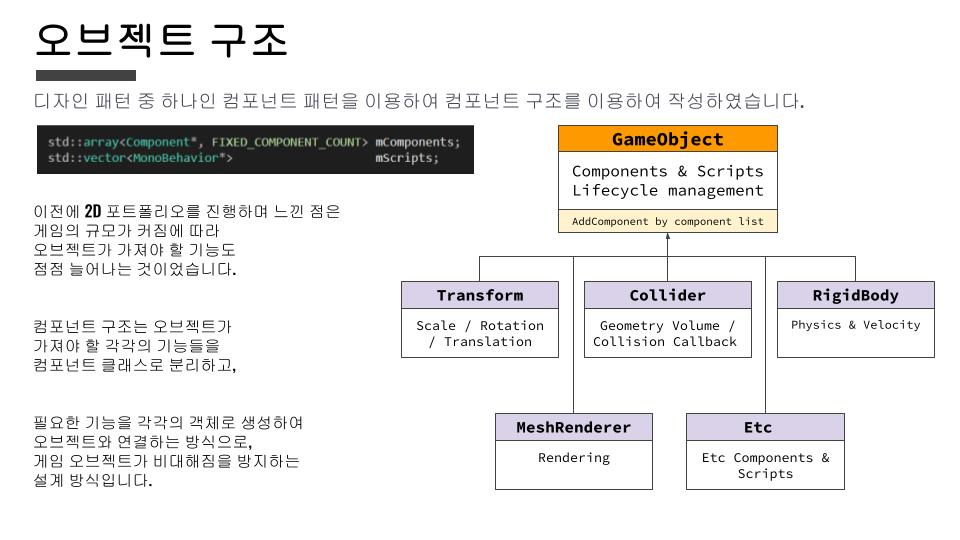 오브젝트 구조
디자인 패턴 중 하나인 컴포넌트 패턴을 이용하여 컴포넌트 구조를 이용하여 작성하였습니다.
std::array<Component*, FIXED_COMPONENT_COUNT> mComponents;
std::vector<MonoBehavior*> mScripts;
이전에 2D 포트폴리오를 진행하며 느낀 점은
게임의 규모가 커짐에 따라
오브젝트가 가져야 할 기능도
점점 늘어나는 것이었습니다.
컴포넌트 구조는 오브젝트가
가져야 할 각각의 기능들을
컴포넌트 클래스로 분리하고,
필요한 기능을 각각의 객체로 생성하여
오브젝트와 연결하는 방식으로,
게임 오브젝트가 비대해짐을 방지하는
설계 방식입니다.
GameObject
Components & Scripts
Lifecycle management
AddComponent by component list
Transform
Scale / Rotation
/ Translation
Collider
Geometry Volume /
Collision Callback
RigidBody
Physics & Velocity
MeshRenderer
Rendering
Etc
Etc Components &
Scripts